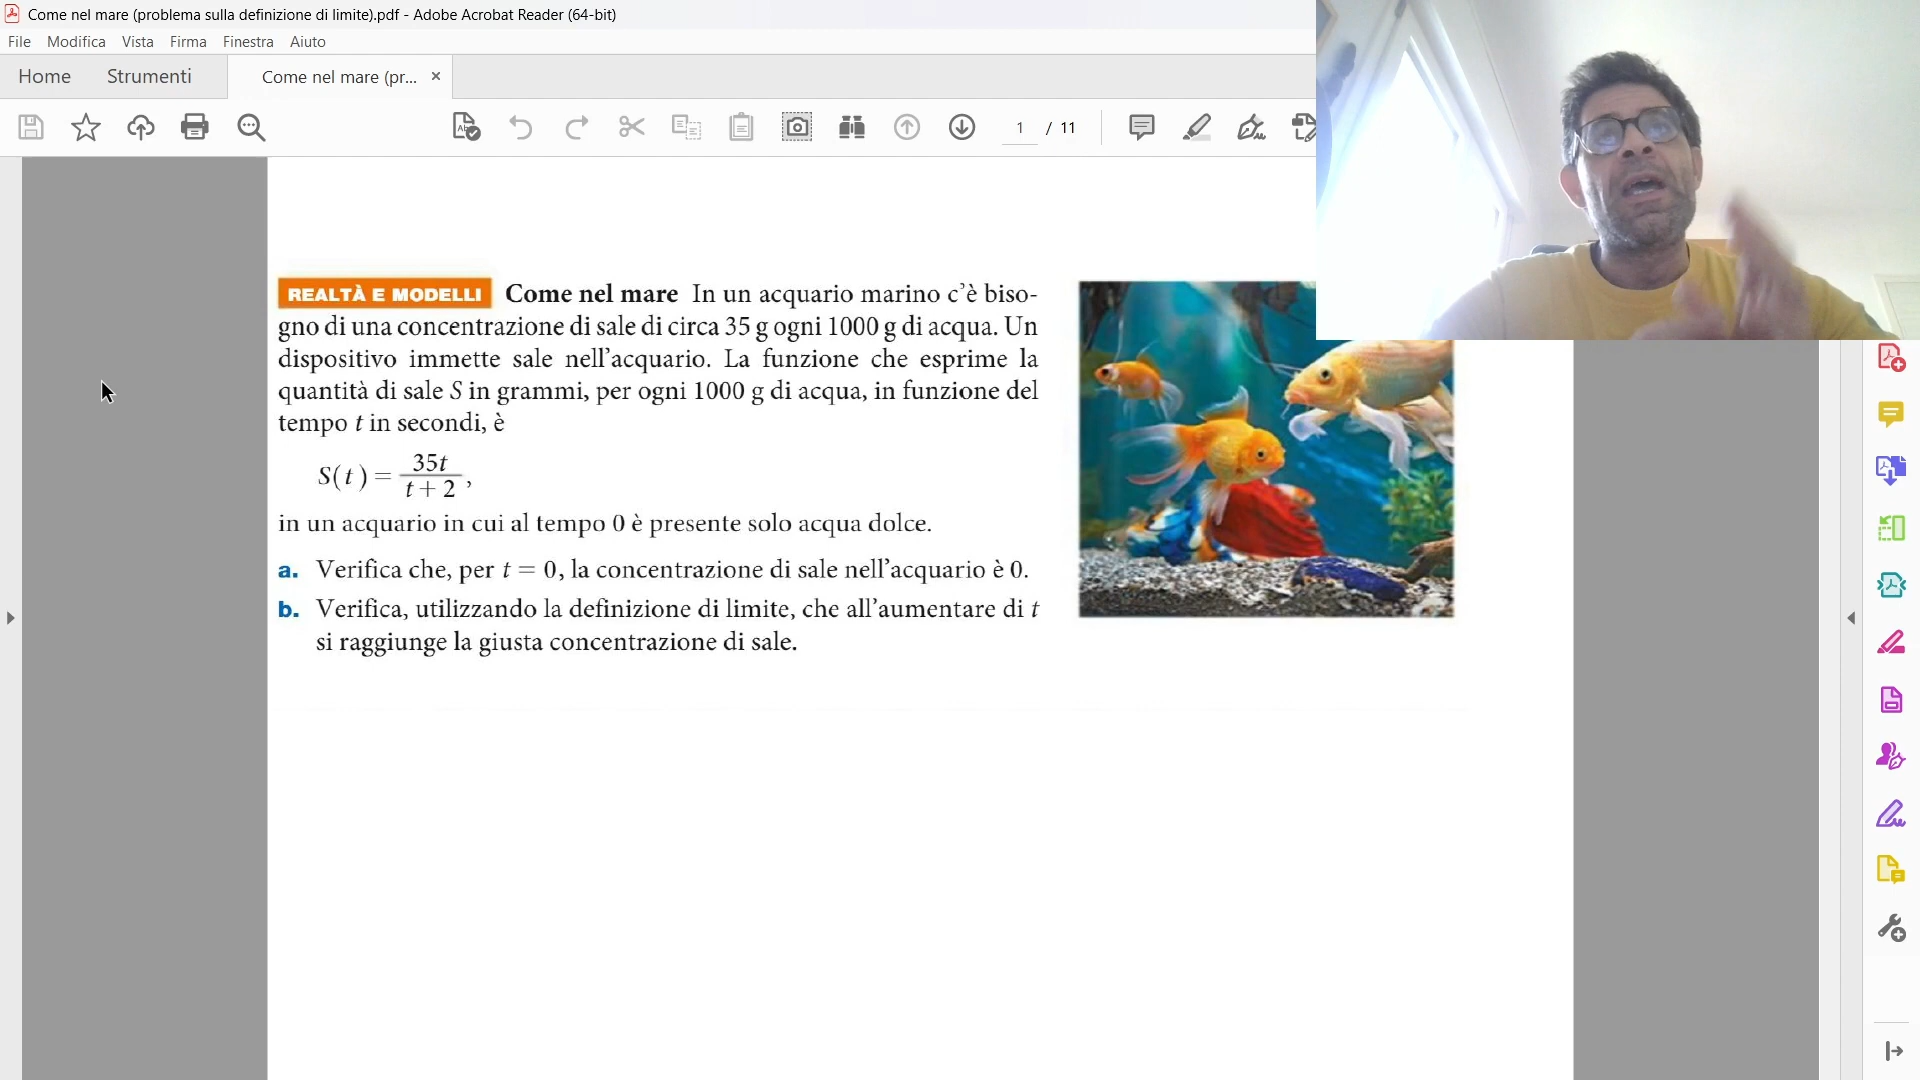 Come nel mare (problema sulla definizione di limite).pdf - Adobe Acrobat Reader (64-bit)
File Modifica Vista Firma Finestra Aiuto
Home Strumenti Come nel mare (pr... ×
1 / 11
REALTÀ E MODELLI Come nel mare In un acquario marino c'è biso-
gno di una concentrazione di sale di circa 35 g ogni 1000 g di acqua. Un
dispositivo immette sale nell'acquario. La funzione che esprime la
quantità di sale S in grammi, per ogni 1000 g di acqua, in funzione del
tempo t in secondi, è
S(t) = 35t / (t + 2),
in un acquario in cui al tempo 0 è presente solo acqua dolce.
a. Verifica che, per t = 0, la concentrazione di sale nell'acquario è 0.
b. Verifica, utilizzando la definizione di limite, che all'aumentare di t
si raggiunge la giusta concentrazione di sale.